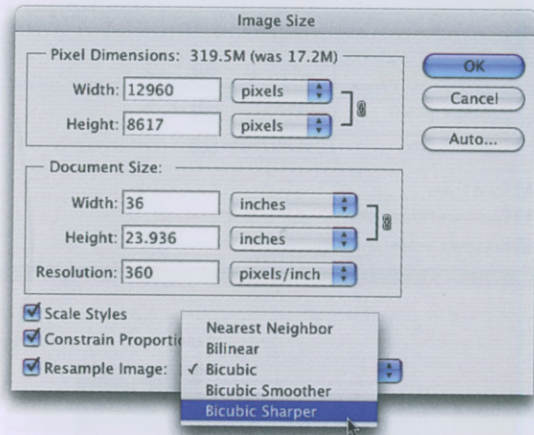 Image Size
Pixel Dimensions: 319.5M (was 17.2M)
Width: 12960 pixels
Height: 8617 pixels
OK
Cancel
Auto...
Document Size:
Width: 36 inches
Height: 23.936 inches
Resolution: 360 pixels/inch
Scale Styles
Constrain
Resample Image:
Nearest Neighbor
Bilinear
✓ Bicubic
Bicubic Smoother
Bicubic Sharper